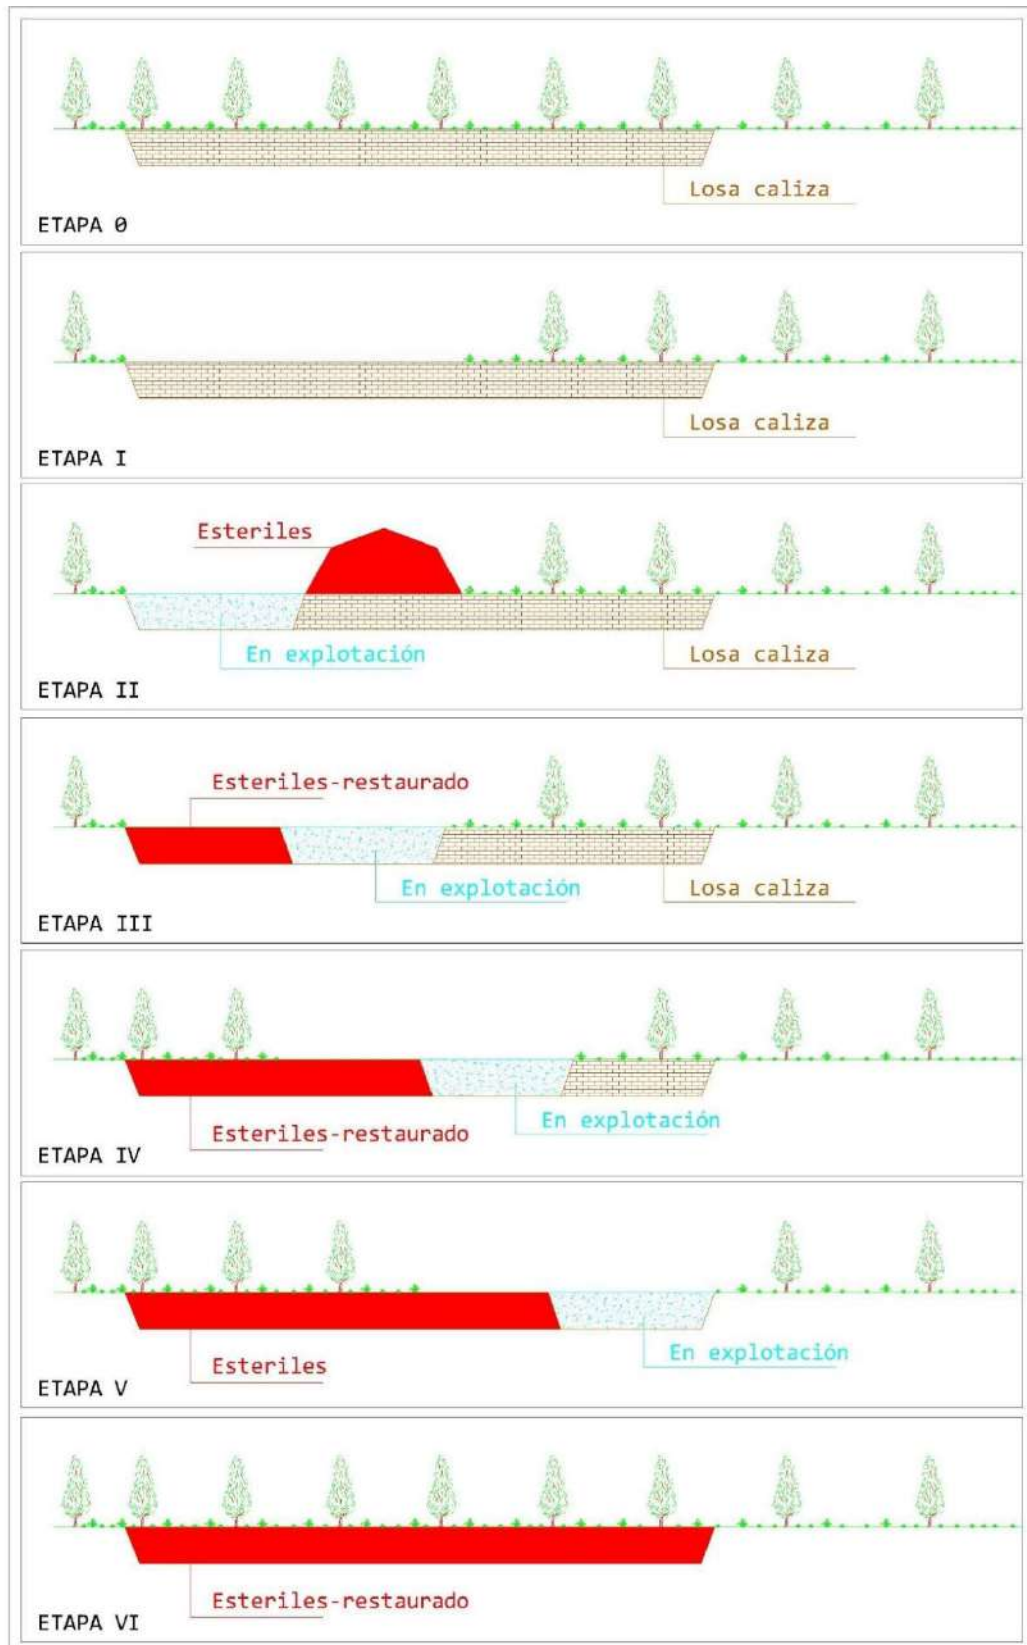 Losa caliza
ETAPA 0
Losa caliza
ETAPA I
Esteriles
En explotación
Losa caliza
ETAPA II
Esteriles-restaurado
En explotación
Losa caliza
ETAPA III
En explotación
Esteriles-restaurado
ETAPA IV
En explotación
Esteriles
ETAPA V
Esteriles-restaurado
ETAPA VI